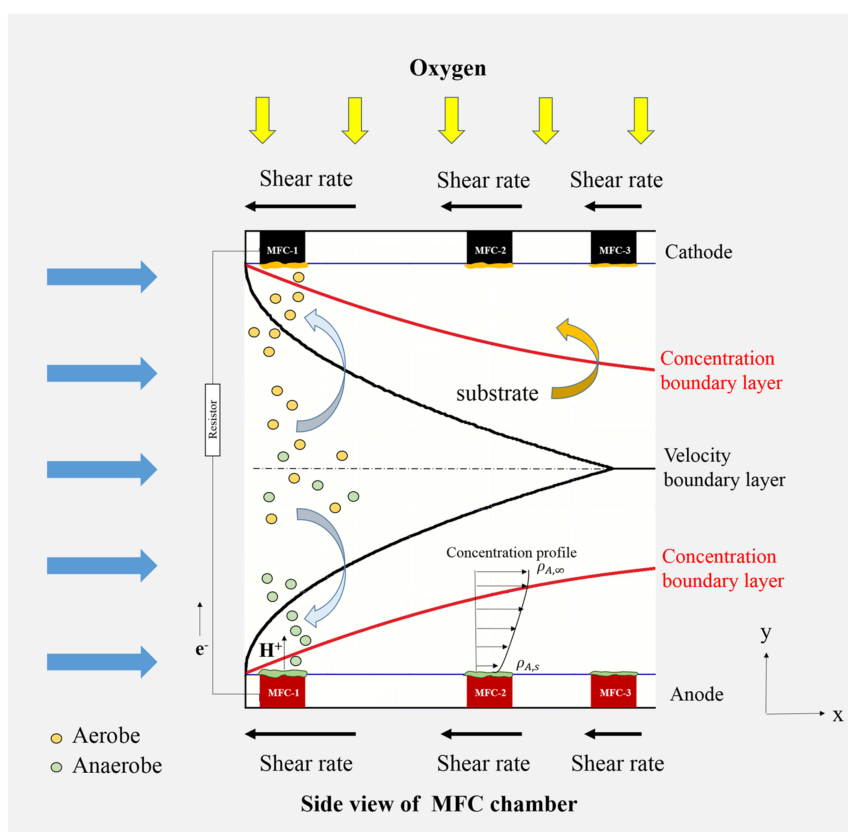 Oxygen
Shear rate
Shear rate
Shear rate
MFC-1
MFC-2
MFC-3
Cathode
Concentration
boundary layer
substrate
Resistor
Velocity
boundary layer
Concentration profile
ρA,∞
Concentration
boundary layer
e-
H+
ρA,s
y
x
MFC-1
MFC-2
MFC-3
Anode
Aerobe
Anaerobe
Shear rate
Shear rate
Shear rate
Side view of MFC chamber